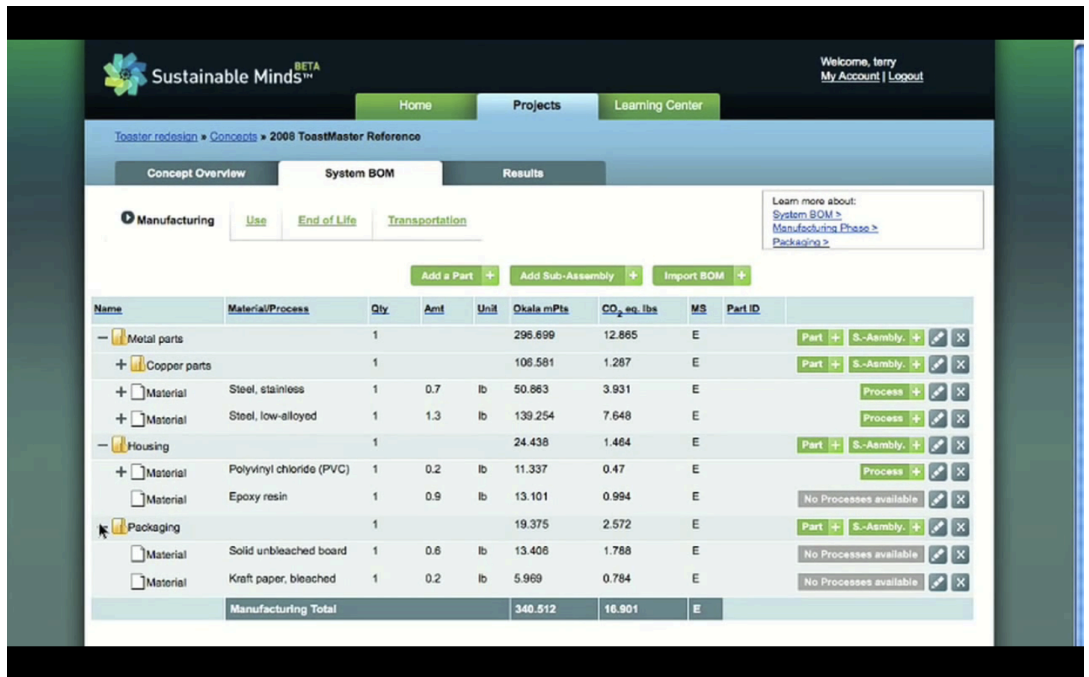 Sustainable Minds™ BETA
Welcome, terry
My Account | Logout
Home Projects Learning Center
Toaster redesign » Concepts » 2008 ToastMaster Reference
Concept Overview System BOM Results
Learn more about:
System BOM >
Manufacturing Phase >
Packaging >
Manufacturing Use End of Life Transportation
Add a Part + Add Sub-Assembly + Import BOM +
Name Material/Process Qty Amt Unit Okala mPts CO₂ eq. lbs MS Part ID
Metal parts 1 296.699 12.865 E Part + S.-Asmbly. +
Copper parts 1 106.581 1.287 E Part + S.-Asmbly. +
Material Steel, stainless 1 0.7 lb 50.863 3.931 E Process +
Material Steel, low-alloyed 1 1.3 lb 139.254 7.648 E Process +
Housing 1 24.438 1.464 E Part + S.-Asmbly. +
Material Polyvinyl chloride (PVC) 1 0.2 lb 11.337 0.47 E Process +
Material Epoxy resin 1 0.9 lb 13.101 0.994 E No Processes available
Packaging 1 19.375 2.572 E Part + S.-Asmbly. +
Material Solid unbleached board 1 0.6 lb 13.406 1.788 E No Processes available
Material Kraft paper, bleached 1 0.2 lb 5.969 0.784 E No Processes available
Manufacturing Total 340.512 16.901 E